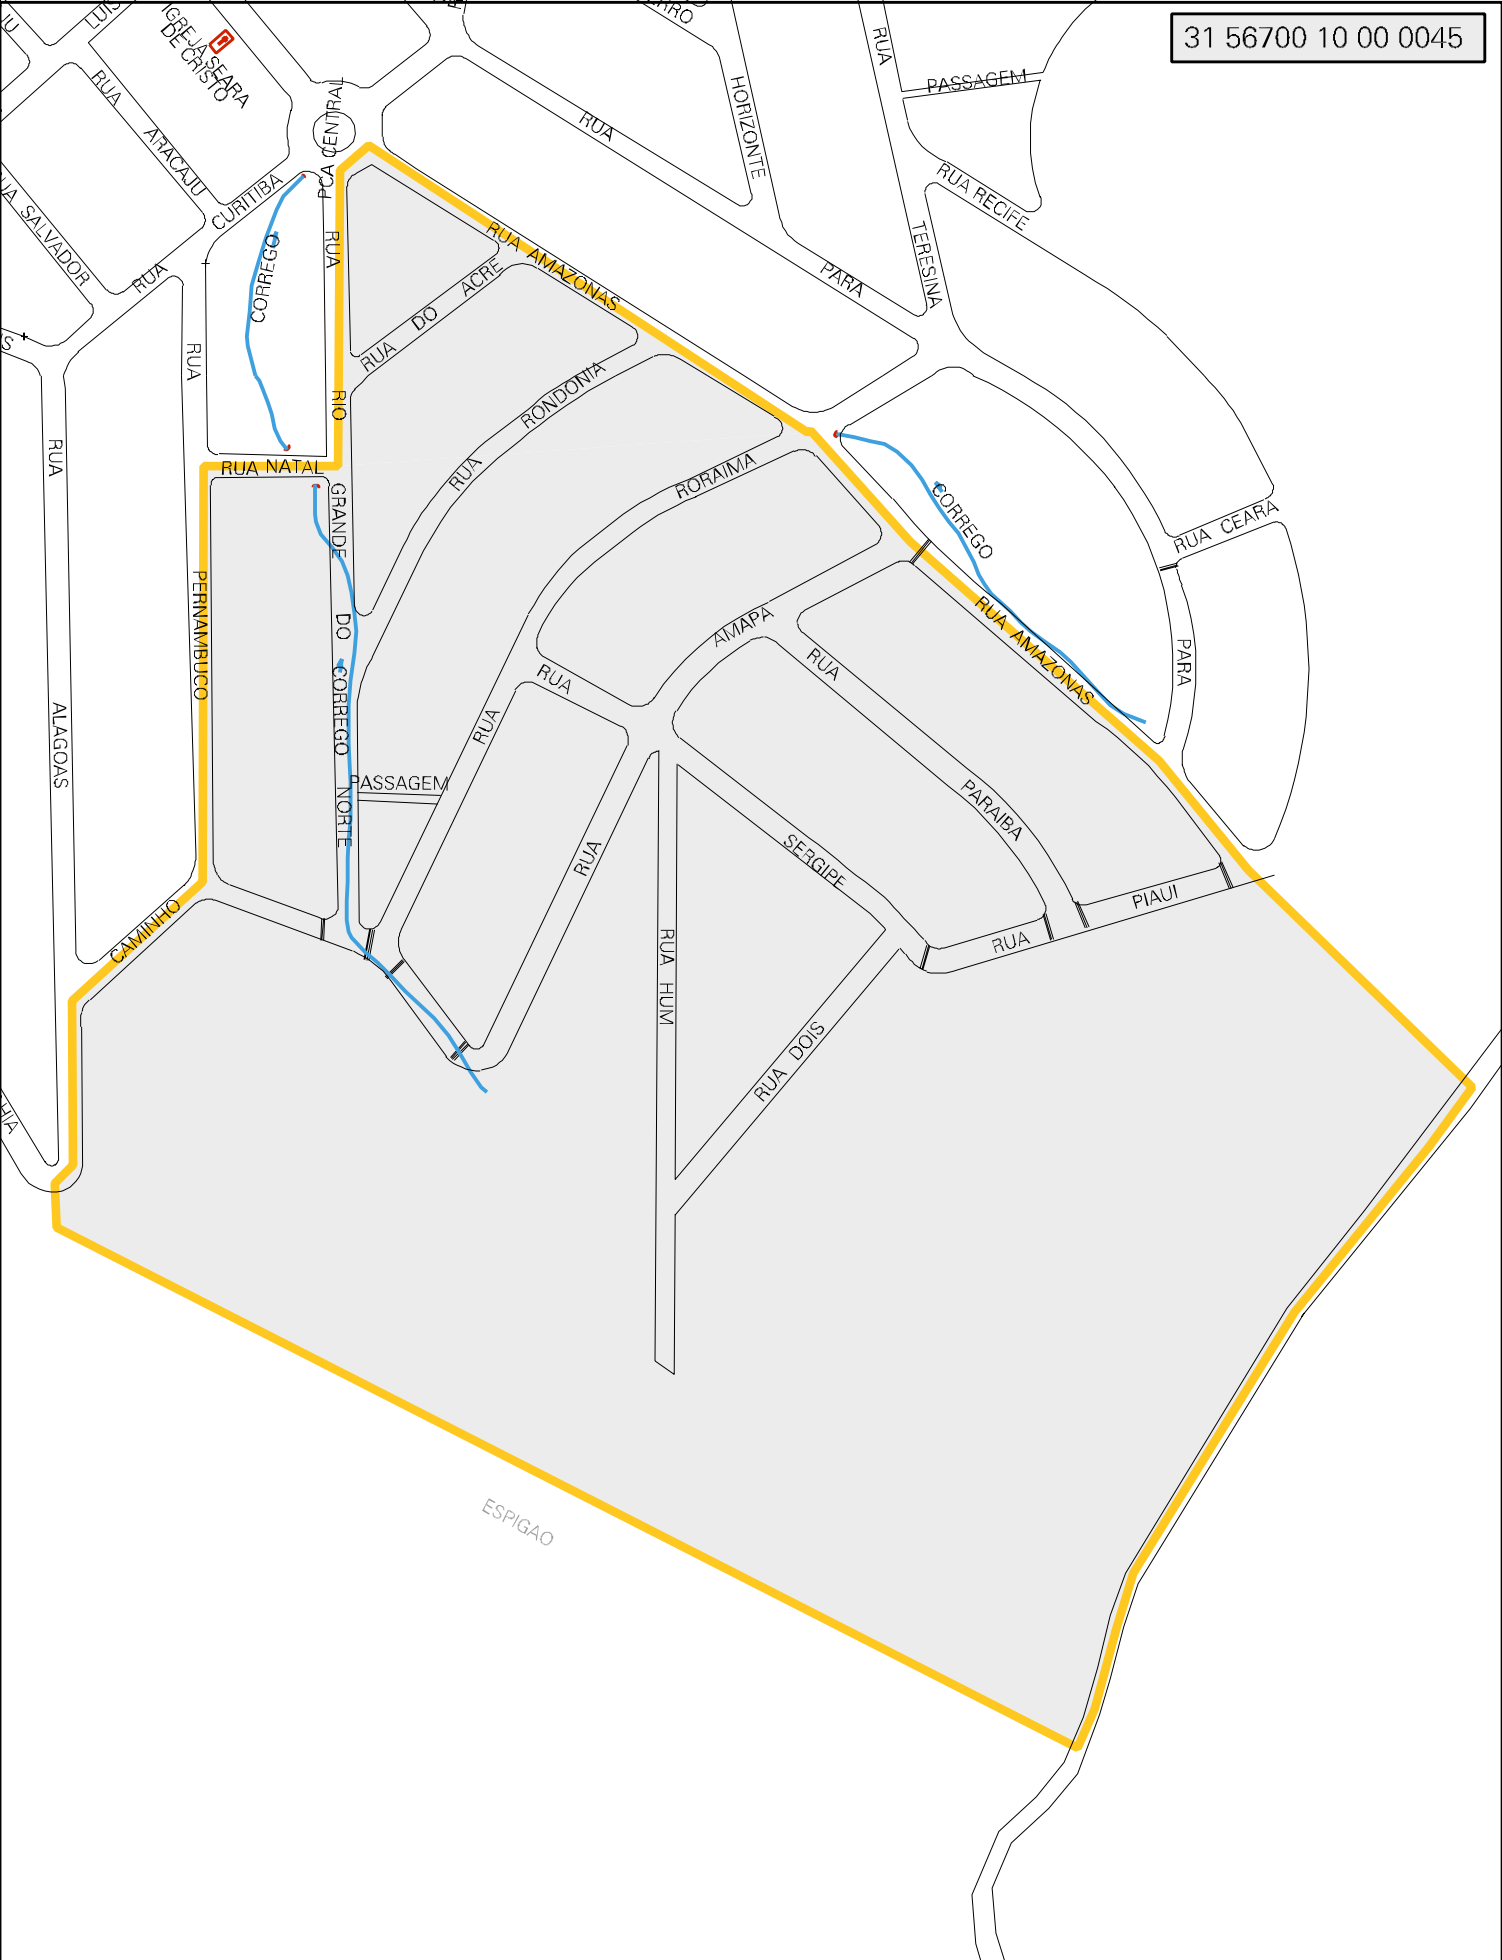 31 56700 10 00 0045
LUIS
IGREJA SEARA
DE CRISTO
PCA CENTRAL
RUA
ARACAJU
RUA
HORIZONTE
RUA
TERESINA
PASSAGEM
RUA RECIFE
SALVADOR
RUA
CURITIBA
CORREGO
RUA
RIO
GRANDE
DO
NORTE
RUA AMAZONAS
PARA
RUA DO ACRE
RUA RONDONIA
RUA
PERNAMBUCO
RUA NATAL
RUA
ALAGOAS
RORAIMA
RUA
CORREGO
RUA CEARA
PARA
RUA AMAZONAS
AMAPA
RUA
RUA
PARAIBA
CORREGO
PASSAGEM
RUA
SERGIPE
RUA
PIAUI
CAMINHO
RUA HUM
RUA DOIS
ESPIGAO